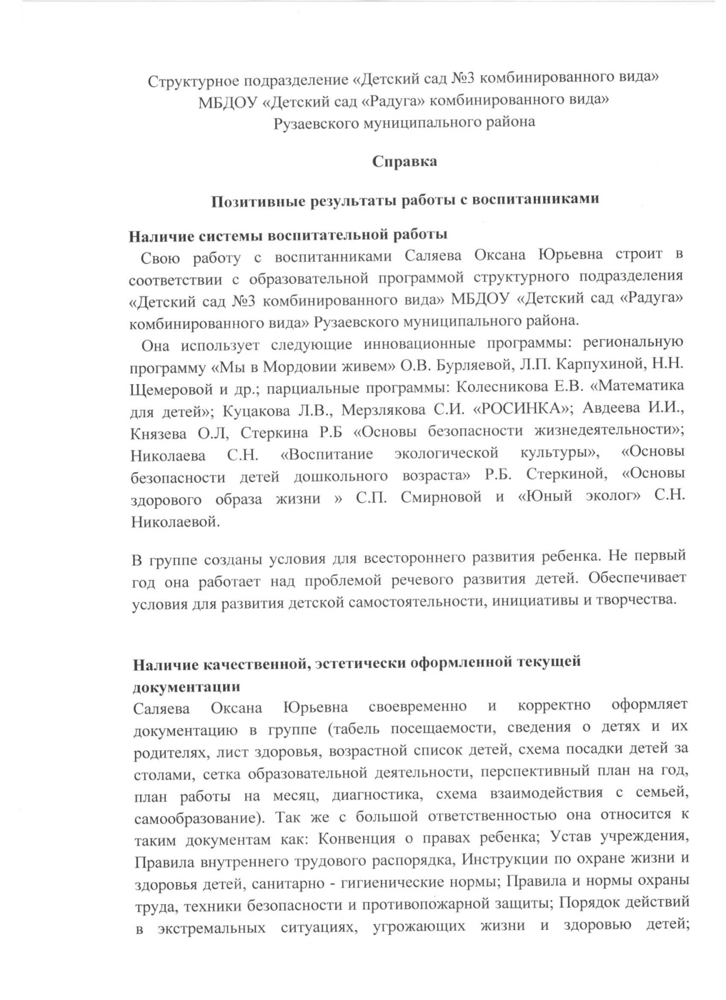 Структурное подразделение «Детский сад №3 комбинированного вида»
МБДОУ «Детский сад «Радуга» комбинированного вида»
Рузаевского муниципального района
Справка
Позитивные результаты работы с воспитанниками
Наличие системы воспитательной работы
Свою работу с воспитанниками Саляева Оксана Юрьевна строит в
соответствии с образовательной программой структурного подразделения
«Детский сад №3 комбинированного вида» МБДОУ «Детский сад «Радуга»
комбинированного вида» Рузаевского муниципального района.
Она использует следующие инновационные программы: региональную
программу «Мы в Мордовии живем» О.В. Бурляевой, Л.П. Карпухиной, Н.Н.
Щемеровой и др.; парциальные программы: Колесникова Е.В. «Математика
для детей»; Куцакова Л.В., Мерзлякова С.И. «РОСИНКА»; Авдеева И.И.,
Князева О.Л, Стеркина Р.Б «Основы безопасности жизнедеятельности»;
Николаева С.Н. «Воспитание экологической культуры», «Основы
безопасности детей дошкольного возраста» Р.Б. Стеркиной, «Основы
здорового образа жизни » С.П. Смирновой и «Юный эколог» С.Н.
Николаевой.
В группе созданы условия для всестороннего развития ребенка. Не первый
год она работает над проблемой речевого развития детей. Обеспечивает
условия для развития детской самостоятельности, инициативы и творчества.
Наличие качественной, эстетически оформленной текущей
документации
Саляева Оксана Юрьевна своевременно и корректно оформляет
документацию в группе (табель посещаемости, сведения о детях и их
родителях, лист здоровья, возрастной список детей, схема посадки детей за
столами, сетка образовательной деятельности, перспективный план на год,
план работы на месяц, диагностика, схема взаимодействия с семьей,
самообразование). Так же с большой ответственностью она относится к
таким документам как: Конвенция о правах ребенка; Устав учреждения,
Правила внутреннего трудового распорядка, Инструкции по охране жизни и
здоровья детей, санитарно - гигиенические нормы; Правила и нормы охраны
труда, техники безопасности и противопожарной защиты; Порядок действий
в экстремальных ситуациях, угрожающих жизни и здоровью детей;